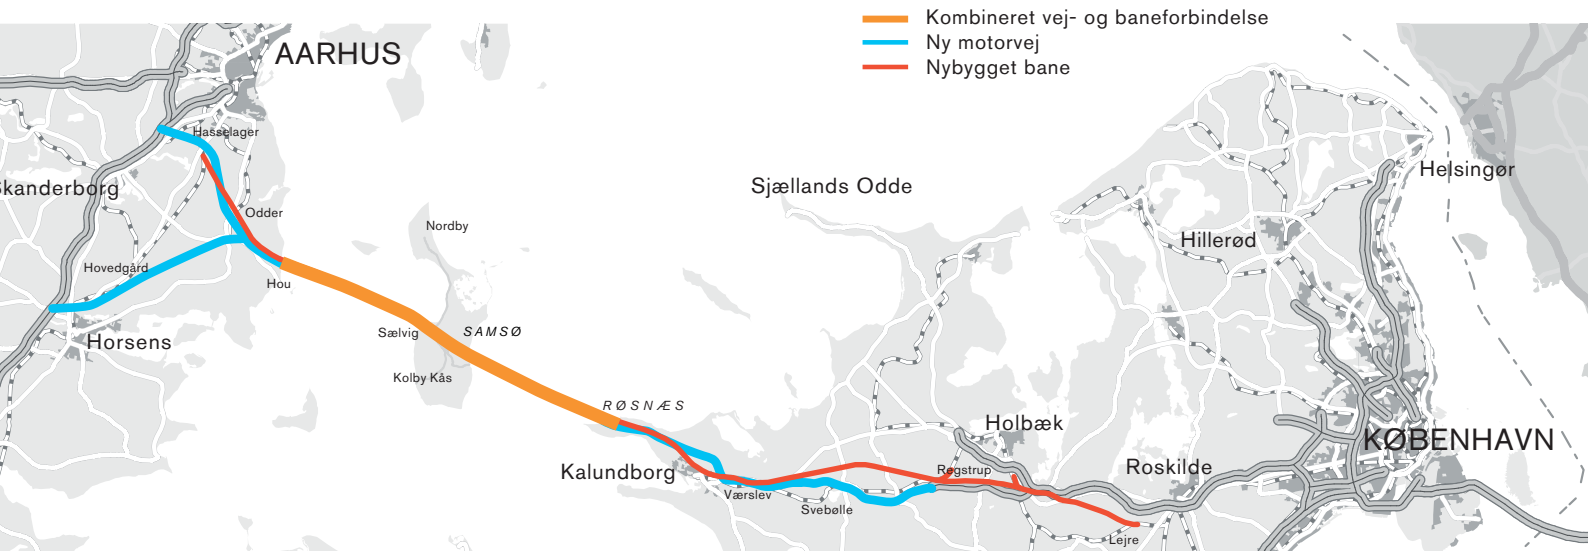 Kombineret vej- og baneforbindelse
Ny motorvej
Nybygget bane
AARHUS
Hasselager
Skanderborg
Odder
Hovedgård
Hou
Horsens
Nordby
Sælvig
SAMSØ
Kolby Kås
RØSNÆS
Sjællands Odde
Helsingør
Hillerød
Holbæk
KØBENHAVN
Kalundborg
Regstrup
Roskilde
Værslev
Svebølle
Lejre